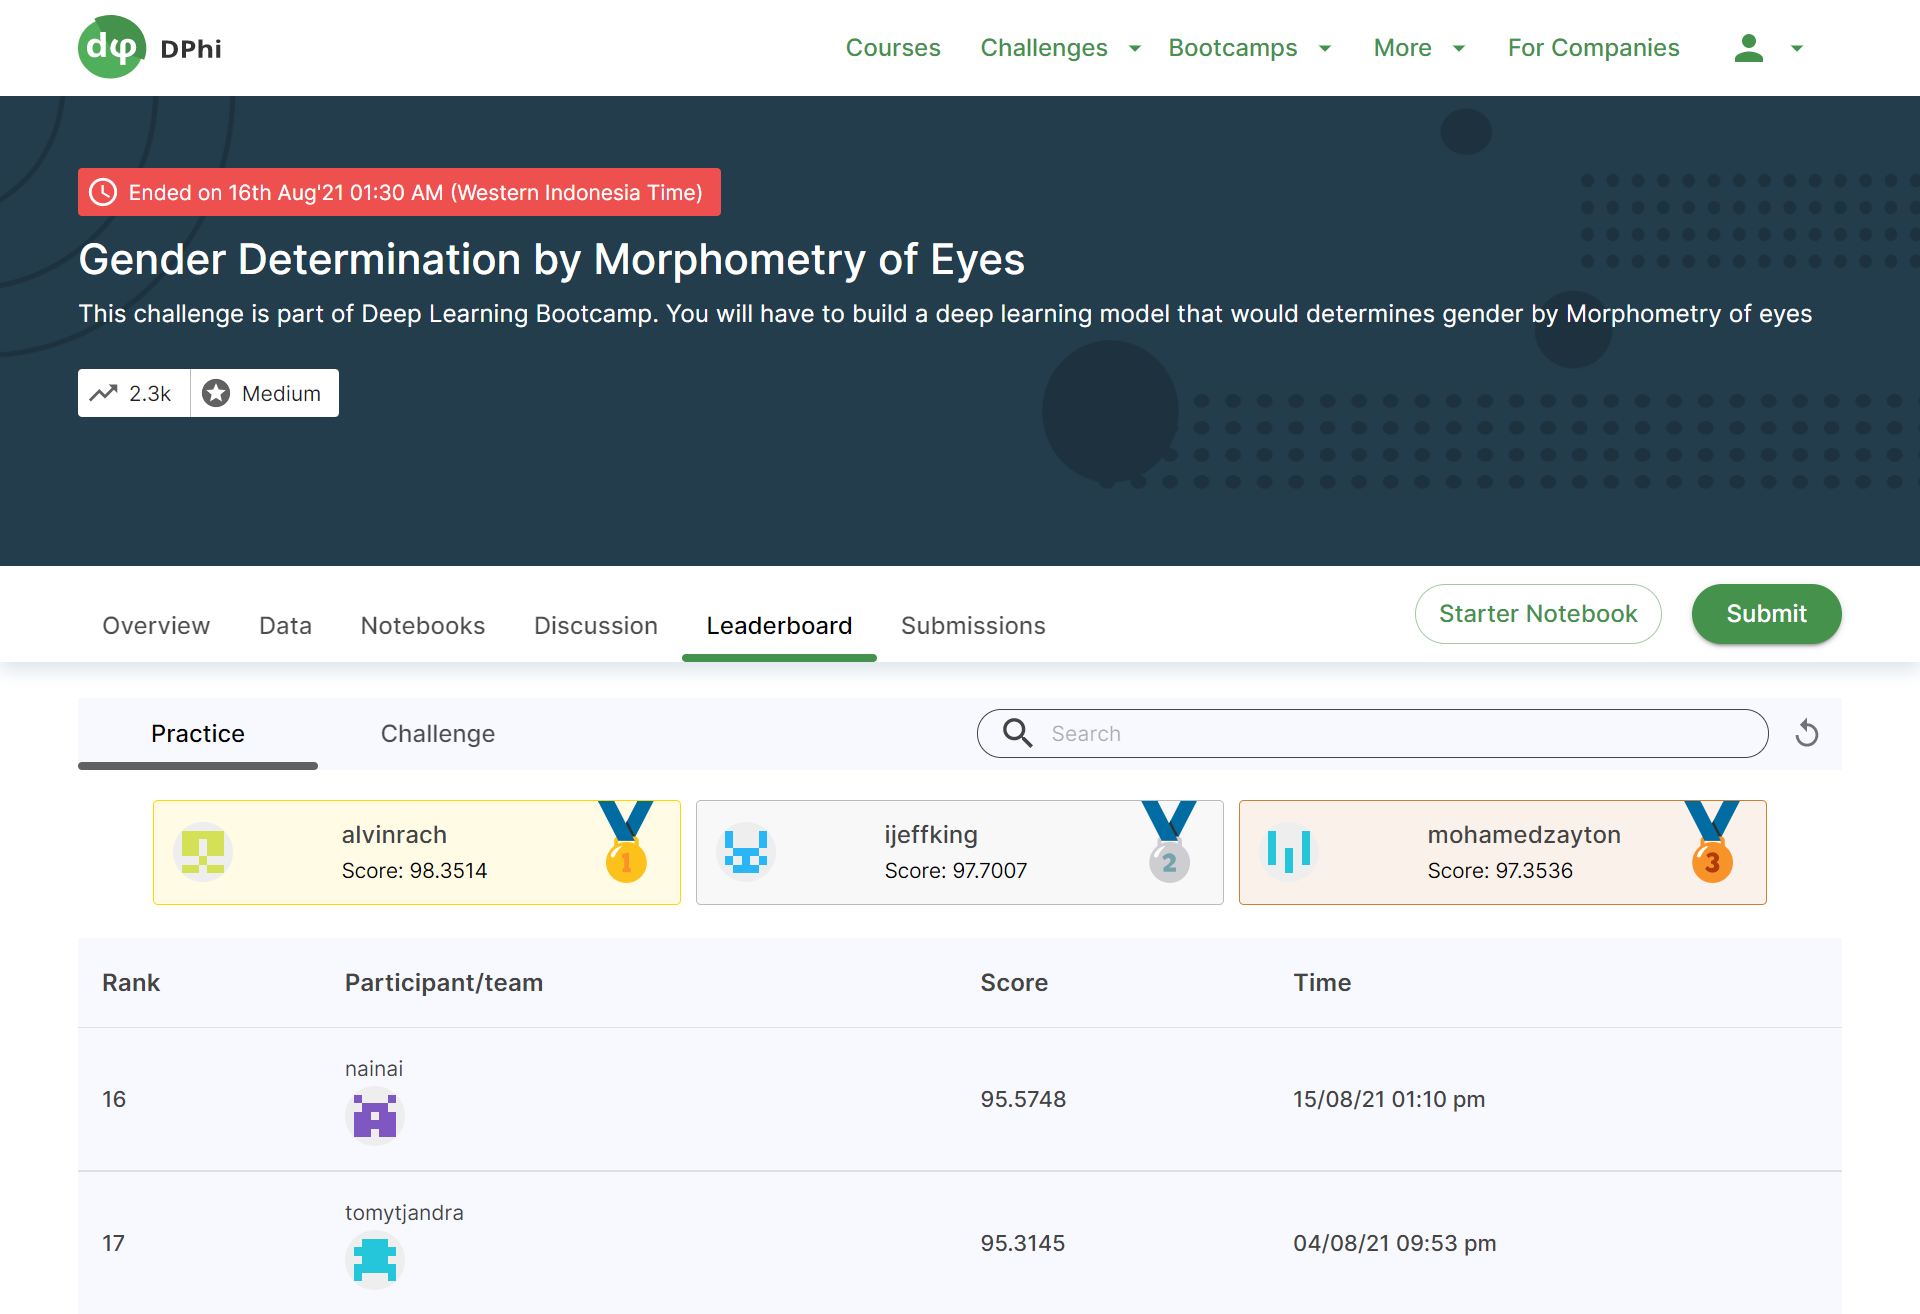 dφ DPhi
Courses Challenges Bootcamps More For Companies
Ended on 16th Aug'21 01:30 AM (Western Indonesia Time)
Gender Determination by Morphometry of Eyes
This challenge is part of Deep Learning Bootcamp. You will have to build a deep learning model that would determines gender by Morphometry of eyes
2.3k Medium
Overview Data Notebooks Discussion Leaderboard Submissions Starter Notebook Submit
Practice Challenge Search
alvinrach
Score: 98.3514
1
ijeffking
Score: 97.7007
2
mohamedzayton
Score: 97.3536
3
Rank Participant/team Score Time
nainai
16 95.5748 15/08/21 01:10 pm
tomytjandra
17 95.3145 04/08/21 09:53 pm